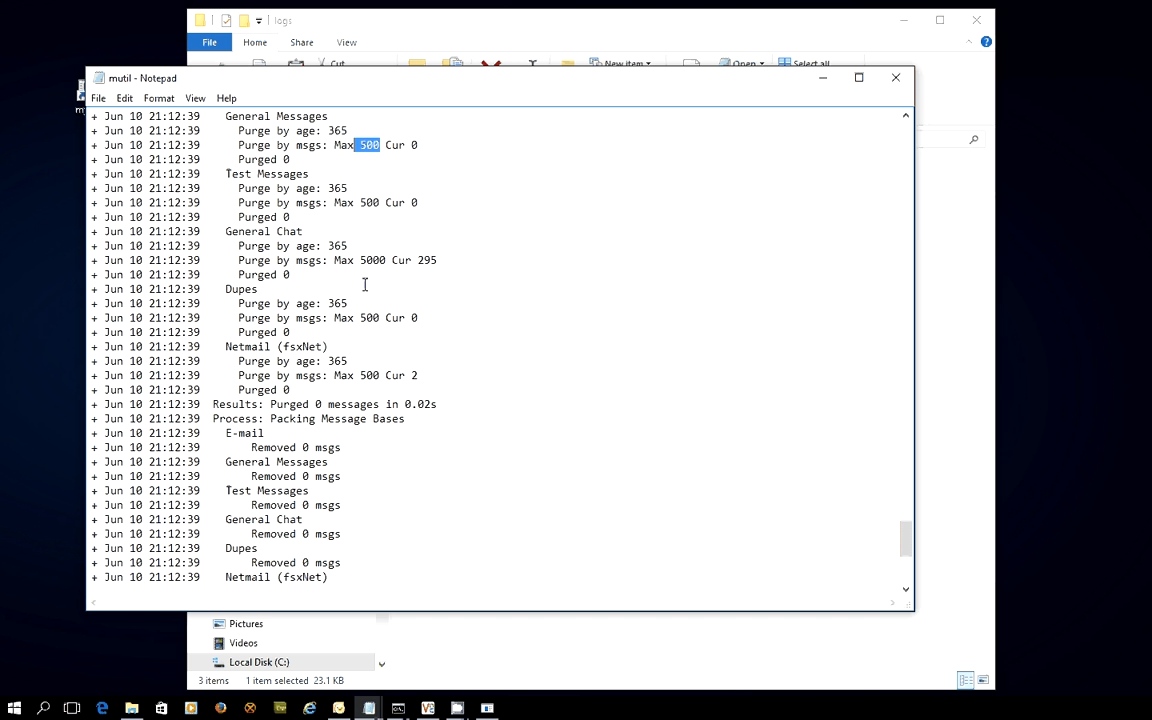 logs
File Home Share View
Cut New item Open Select all
mutil - Notepad
File Edit Format View Help
+ Jun 10 21:12:39 General Messages
+ Jun 10 21:12:39 Purge by age: 365
+ Jun 10 21:12:39 Purge by msgs: Max 500 Cur 0
+ Jun 10 21:12:39 Purged 0
+ Jun 10 21:12:39 Test Messages
+ Jun 10 21:12:39 Purge by age: 365
+ Jun 10 21:12:39 Purge by msgs: Max 500 Cur 0
+ Jun 10 21:12:39 Purged 0
+ Jun 10 21:12:39 General Chat
+ Jun 10 21:12:39 Purge by age: 365
+ Jun 10 21:12:39 Purge by msgs: Max 5000 Cur 295
+ Jun 10 21:12:39 Purged 0
+ Jun 10 21:12:39 Dupes
+ Jun 10 21:12:39 Purge by age: 365
+ Jun 10 21:12:39 Purge by msgs: Max 500 Cur 0
+ Jun 10 21:12:39 Purged 0
+ Jun 10 21:12:39 Netmail (fsxNet)
+ Jun 10 21:12:39 Purge by age: 365
+ Jun 10 21:12:39 Purge by msgs: Max 500 Cur 2
+ Jun 10 21:12:39 Purged 0
+ Jun 10 21:12:39 Results: Purged 0 messages in 0.02s
+ Jun 10 21:12:39 Process: Packing Message Bases
+ Jun 10 21:12:39 E-mail
+ Jun 10 21:12:39 Removed 0 msgs
+ Jun 10 21:12:39 General Messages
+ Jun 10 21:12:39 Removed 0 msgs
+ Jun 10 21:12:39 Test Messages
+ Jun 10 21:12:39 Removed 0 msgs
+ Jun 10 21:12:39 General Chat
+ Jun 10 21:12:39 Removed 0 msgs
+ Jun 10 21:12:39 Dupes
+ Jun 10 21:12:39 Removed 0 msgs
+ Jun 10 21:12:39 Netmail (fsxNet)
Pictures
Videos
Local Disk (C:)
3 items 1 item selected 23.1 KB